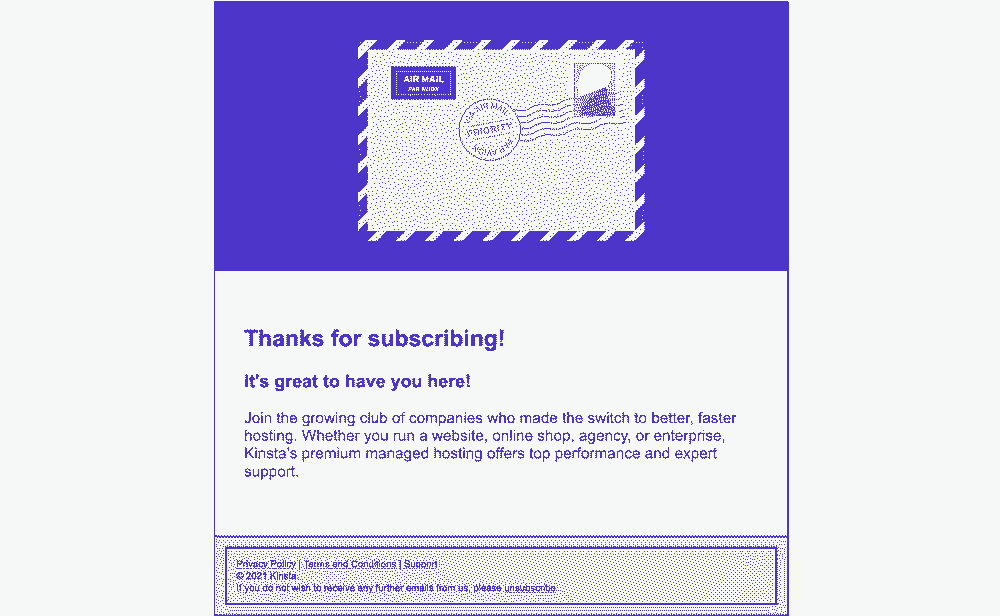 AIR MAIL
PAR AVION
VIA AIR MAIL
PRIORITY
PAR AVION
Thanks for subscribing!
It's great to have you here!
Join the growing club of companies who made the switch to better, faster
hosting. Whether you run a website, online shop, agency, or enterprise,
Kinsta's premium managed hosting offers top performance and expert
support.
Privacy Policy | Terms and Conditions | Support
© 2021 Kinsta.
If you do not wish to receive any further emails from us, please unsubscribe.